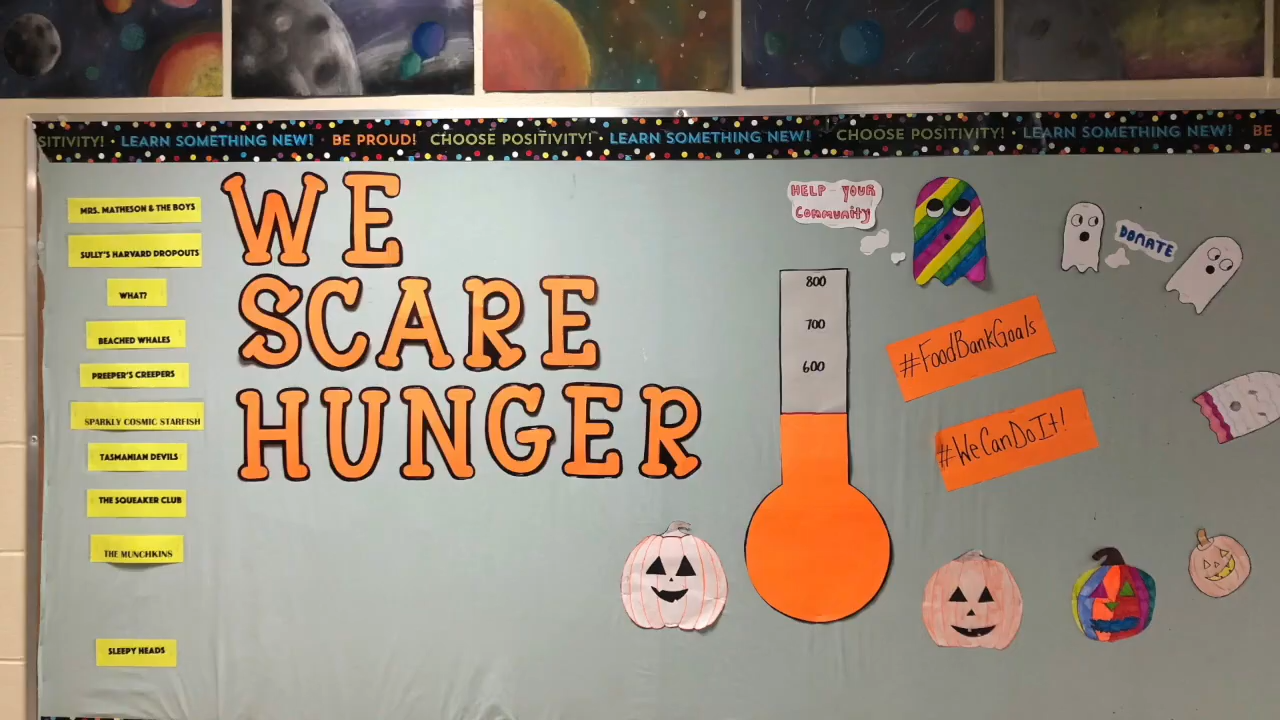 SITIVITY! • LEARN SOMETHING NEW! • BE PROUD! CHOOSE POSITIVITY! • LEARN SOMETHING NEW! CHOOSE POSITIVITY! • LEARN SOMETHING NEW! • BE
MRS. MATHESON & THE BOYS
SULLY'S HARVARD DROPOUTS
WHAT?
BEACHED WHALES
PREEPER'S CREEPERS
SPARKLY COSMIC STARFISH
TASMANIAN DEVILS
THE SQUEAKER CLUB
THE MUNCHKINS
SLEEPY HEADS
WE
SCARE
HUNGER
800
700
600
HELP YOUR
Community
DONATE
#FoodBankGoals
#WeCanDoIt!